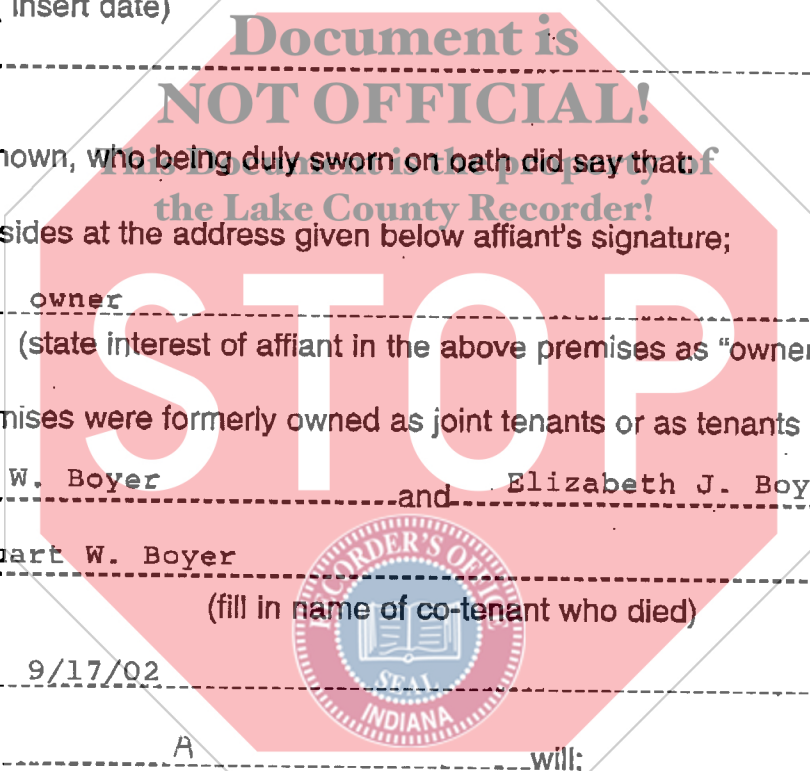 insert date)
Document is
NOT OFFICIAL!
nown, who being duly sworn on oath did say that:
This Document is the property of
the Lake County Recorder!
sides at the address given below affiant's signature;
owner
(state interest of affiant in the above premises as "owner
STOP
mises were formerly owned as joint tenants or as tenants
W. Boyer and Elizabeth J. Boy
art W. Boyer
(fill in name of co-tenant who died)
RECORDER'S OFFICE
SEAL
INDIANA
9/17/02
A will;